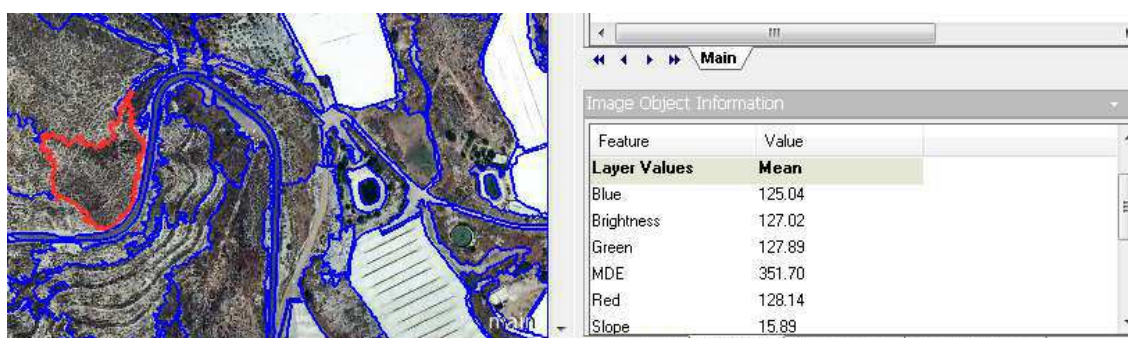 Main
Image Object Information
Feature Value
Layer Values Mean
Blue 125.04
Brightness 127.02
Green 127.89
MDE 351.70
Red 128.14
Slope 15.89
main